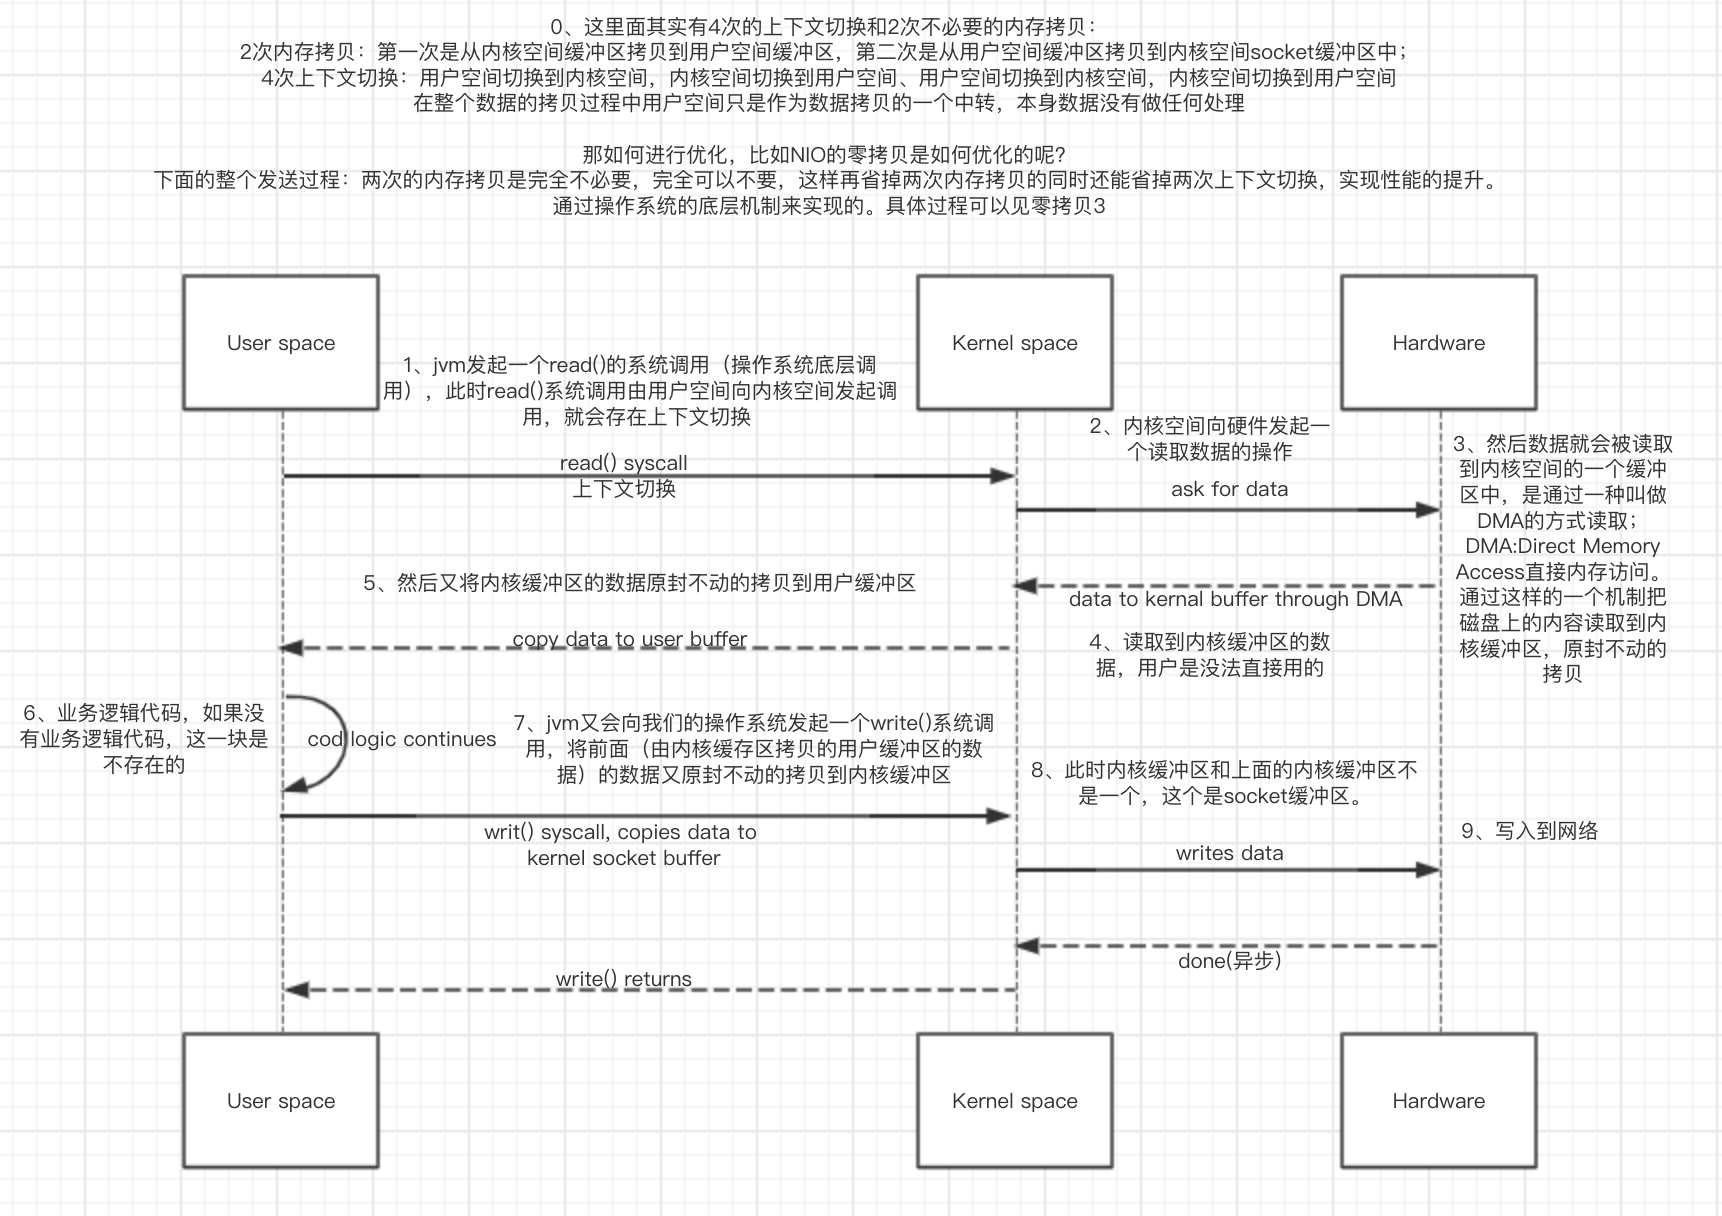 0、这里面其实有4次的上下文切换和2次不必要的内存拷贝：
2次内存拷贝：第一次是从内核空间缓冲区拷贝到用户空间缓冲区，第二次是从用户空间缓冲区拷贝到内核空间socket缓冲区中；
4次上下文切换：用户空间切换到内核空间，内核空间切换到用户空间、用户空间切换到内核空间，内核空间切换到用户空间
在整个数据的拷贝过程中用户空间只是作为数据拷贝的一个中转，本身数据没有做任何处理
那如何进行优化，比如NIO的零拷贝是如何优化的呢？
下面的整个发送过程：两次的内存拷贝是完全不必要，完全可以不要，这样再省掉两次内存拷贝的同时还能省掉两次上下文切换，实现性能的提升。
通过操作系统的底层机制来实现的。具体过程可以见零拷贝3
User space
Kernel space
Hardware
1、jvm发起一个read()的系统调用（操作系统底层调
用），此时read()系统调用由用户空间向内核空间发起调
用，就会存在上下文切换
2、内核空间向硬件发起一
个读取数据的操作
3、然后数据就会被读取
到内核空间的一个缓冲
区中，是通过一种叫做
DMA的方式读取；
DMA:Direct Memory
Access直接内存访问。
通过这样的一个机制把
磁盘上的内容读取到内
核缓冲区，原封不动的
拷贝
read() syscall
上下文切换
ask for data
5、然后又将内核缓冲区的数据原封不动的拷贝到用户缓冲区
data to kernal buffer through DMA
copy data to user buffer
4、读取到内核缓冲区的数
据，用户是没法直接用的
6、业务逻辑代码，如果没
有业务逻辑代码，这一块是
不存在的
cod logic continues
7、jvm又会向我们的操作系统发起一个write()系统调
用，将前面（由内核缓存区拷贝的用户缓冲区的数
据）的数据又原封不动的拷贝到内核缓冲区
8、此时内核缓冲区和上面的内核缓冲区不
是一个，这个是socket缓冲区。
writ() syscall, copies data to
kernel socket buffer
9、写入到网络
writes data
done(异步)
write() returns
User space
Kernel space
Hardware